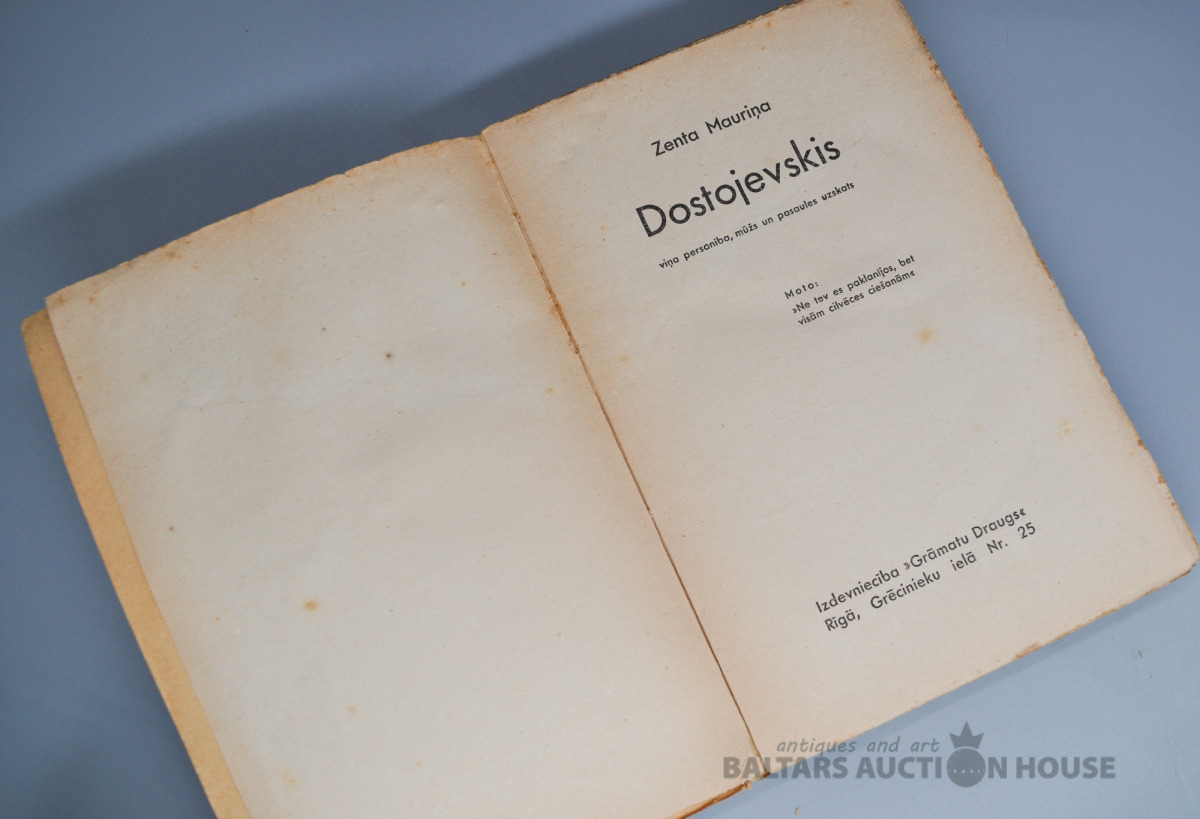 Zenta Mauriņa
Dostojevskis
viņa personība, mūžs un pasaules uzskats
Moto:
»Ne tev es paklanījos, bet
visām cilvēces ciešanām«
Izdevniecība »Grāmatu Draugs«
Rīgā, Grēcinieku ielā Nr. 25
antiques and art
BALTARS AUCTION HOUSE